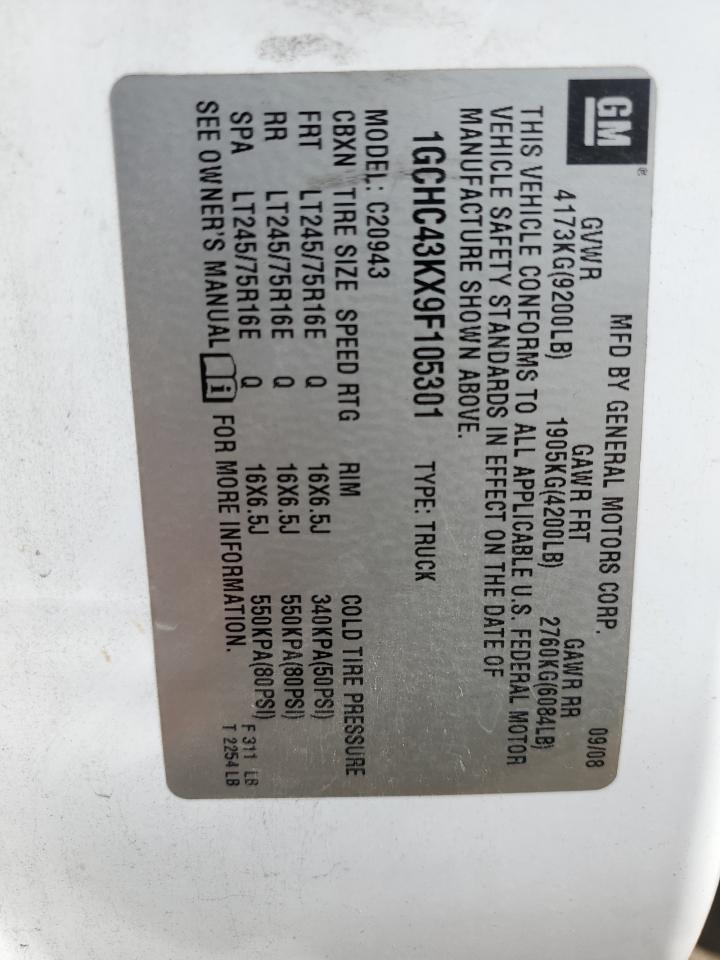 GM ®
MFD BY GENERAL MOTORS CORP. 09/08
GVWR GAWR FRT GAWR RR
4173KG(9200LB) 1905KG(4200LB) 2760KG(6084LB)
THIS VEHICLE CONFORMS TO ALL APPLICABLE U.S. FEDERAL MOTOR
VEHICLE SAFETY STANDARDS IN EFFECT ON THE DATE OF
MANUFACTURE SHOWN ABOVE.
1GCHC43KX9F105301 TYPE: TRUCK
MODEL: C20943
CBXN TIRE SIZE SPEED RTG RIM COLD TIRE PRESSURE
FRT LT245/75R16E Q 16X6.5J 340KPA(50PSI)
RR LT245/75R16E Q 16X6.5J 550KPA(80PSI)
SPA LT245/75R16E Q 16X6.5J 550KPA(80PSI)
SEE OWNER'S MANUAL i FOR MORE INFORMATION.
F 311 LB
T 2254 LB